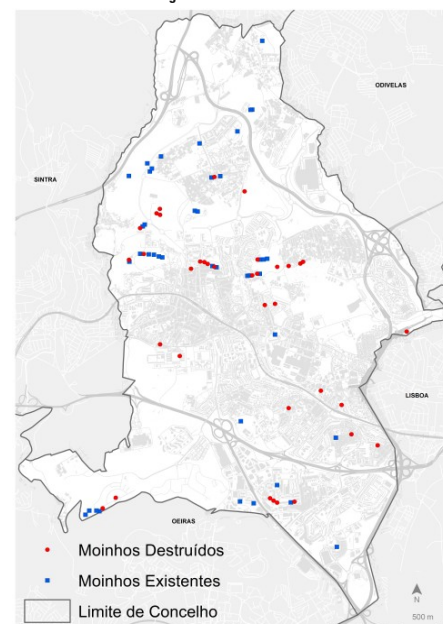 ODIVELAS
SINTRA
LISBOA
OEIRAS
Moinhos Destruídos
Moinhos Existentes
Limite de Concelho
N
500 m